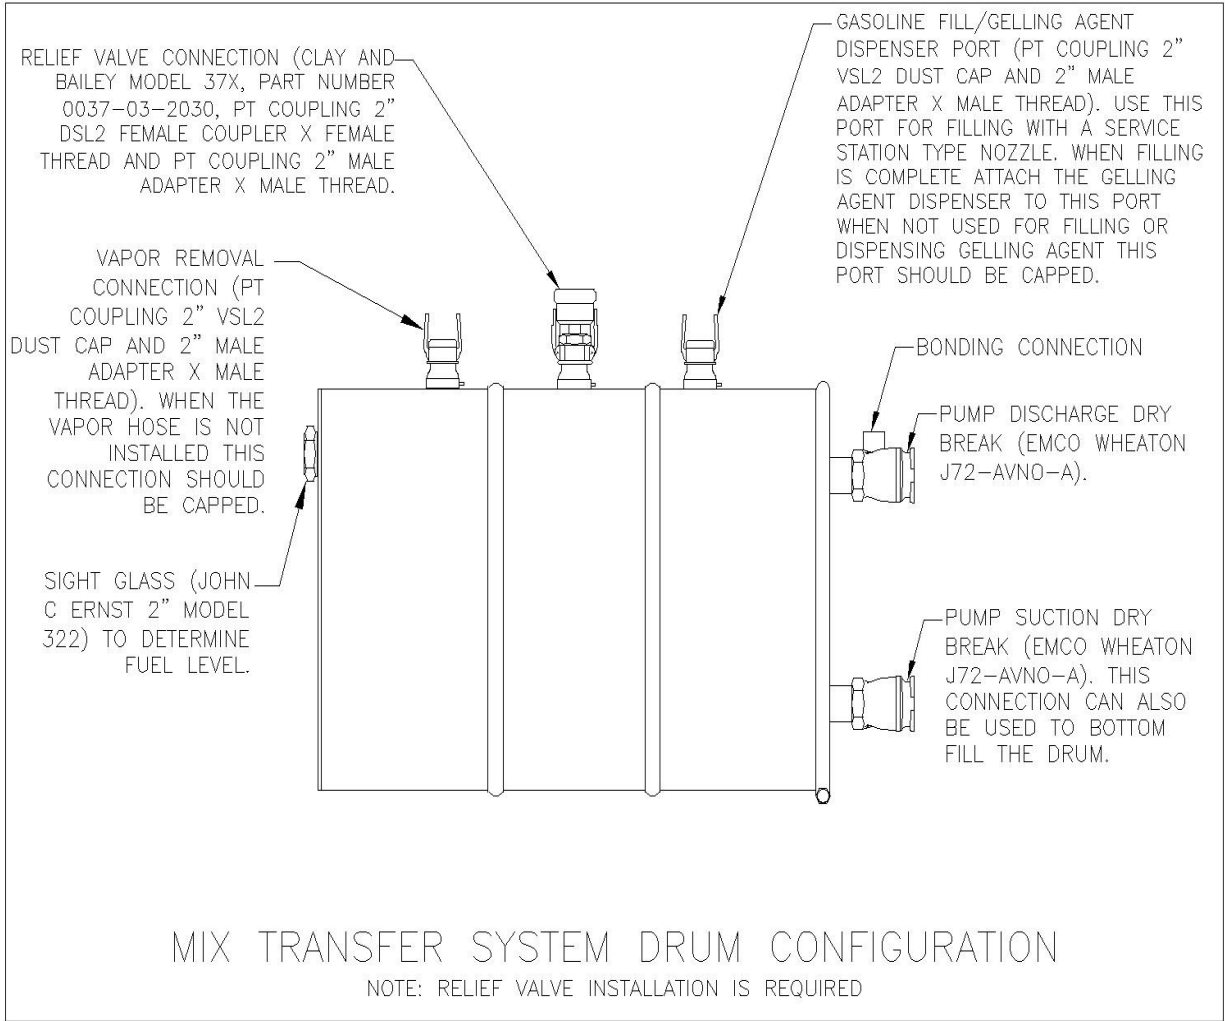 RELIEF VALVE CONNECTION (CLAY AND
BAILEY MODEL 37X, PART NUMBER
0037-03-2030, PT COUPLING 2"
DSL2 FEMALE COUPLER X FEMALE
THREAD AND PT COUPLING 2" MALE
ADAPTER X MALE THREAD.
GASOLINE FILL/GELLING AGENT
DISPENSER PORT (PT COUPLING 2"
VSL2 DUST CAP AND 2" MALE
ADAPTER X MALE THREAD). USE THIS
PORT FOR FILLING WITH A SERVICE
STATION TYPE NOZZLE. WHEN FILLING
IS COMPLETE ATTACH THE GELLING
AGENT DISPENSER TO THIS PORT
WHEN NOT USED FOR FILLING OR
DISPENSING GELLING AGENT THIS
PORT SHOULD BE CAPPED.
VAPOR REMOVAL
CONNECTION (PT
COUPLING 2" VSL2
DUST CAP AND 2" MALE
ADAPTER X MALE
THREAD). WHEN THE
VAPOR HOSE IS NOT
INSTALLED THIS
CONNECTION SHOULD
BE CAPPED.
BONDING CONNECTION
PUMP DISCHARGE DRY
BREAK (EMCO WHEATON
J72-AVNO-A).
SIGHT GLASS (JOHN
C ERNST 2" MODEL
322) TO DETERMINE
FUEL LEVEL.
PUMP SUCTION DRY
BREAK (EMCO WHEATON
J72-AVNO-A). THIS
CONNECTION CAN ALSO
BE USED TO BOTTOM
FILL THE DRUM.
MIX TRANSFER SYSTEM DRUM CONFIGURATION
NOTE: RELIEF VALVE INSTALLATION IS REQUIRED